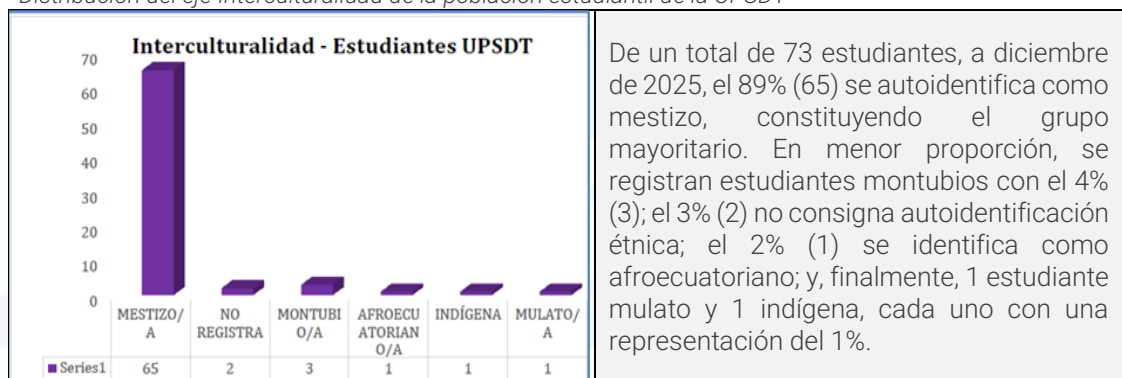 Distribución del eje Interculturalidad de la población estudiantil de la UPSDT
Interculturalidad - Estudiantes UPSDT
70
60
50
40
30
20
10
0
MESTIZO/
A
NO
REGISTRA
MONTUBI
O/A
AFROECU
ATORIAN
O/A
INDÍGENA
MULATO/
A
Series1 65 2 3 1 1 1
De un total de 73 estudiantes, a diciembre
de 2025, el 89% (65) se autoidentifica como
mestizo, constituyendo el grupo
mayoritario. En menor proporción, se
registran estudiantes montubios con el 4%
(3); el 3% (2) no consigna autoidentificación
étnica; el 2% (1) se identifica como
afroecuatoriano; y, finalmente, 1 estudiante
mulato y 1 indígena, cada uno con una
representación del 1%.